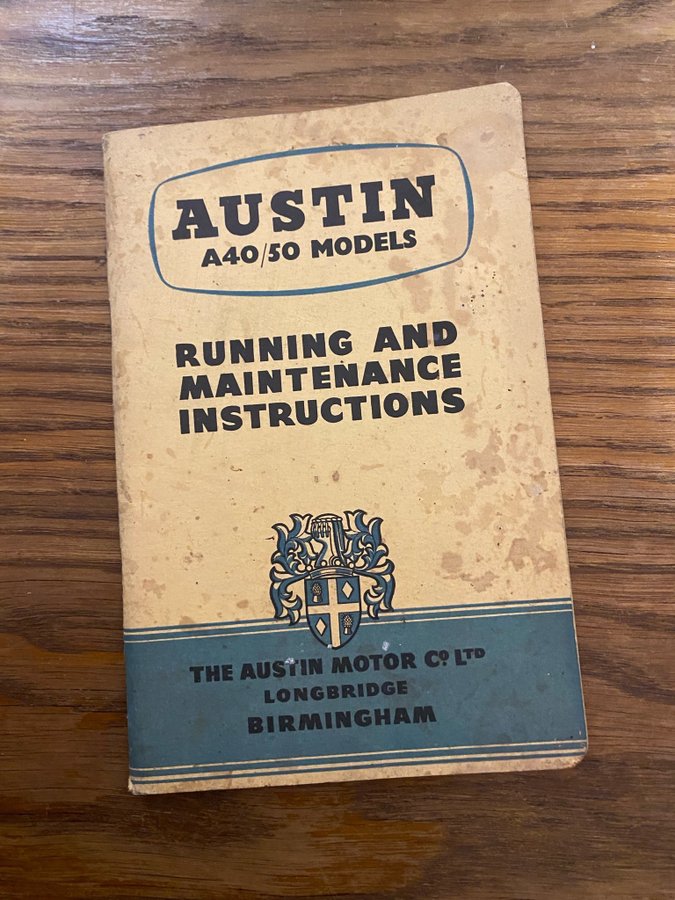 AUSTIN
A40/50 MODELS
RUNNING AND
MAINTENANCE
INSTRUCTIONS
THE AUSTIN MOTOR Cº LTD
LONGBRIDGE
BIRMINGHAM